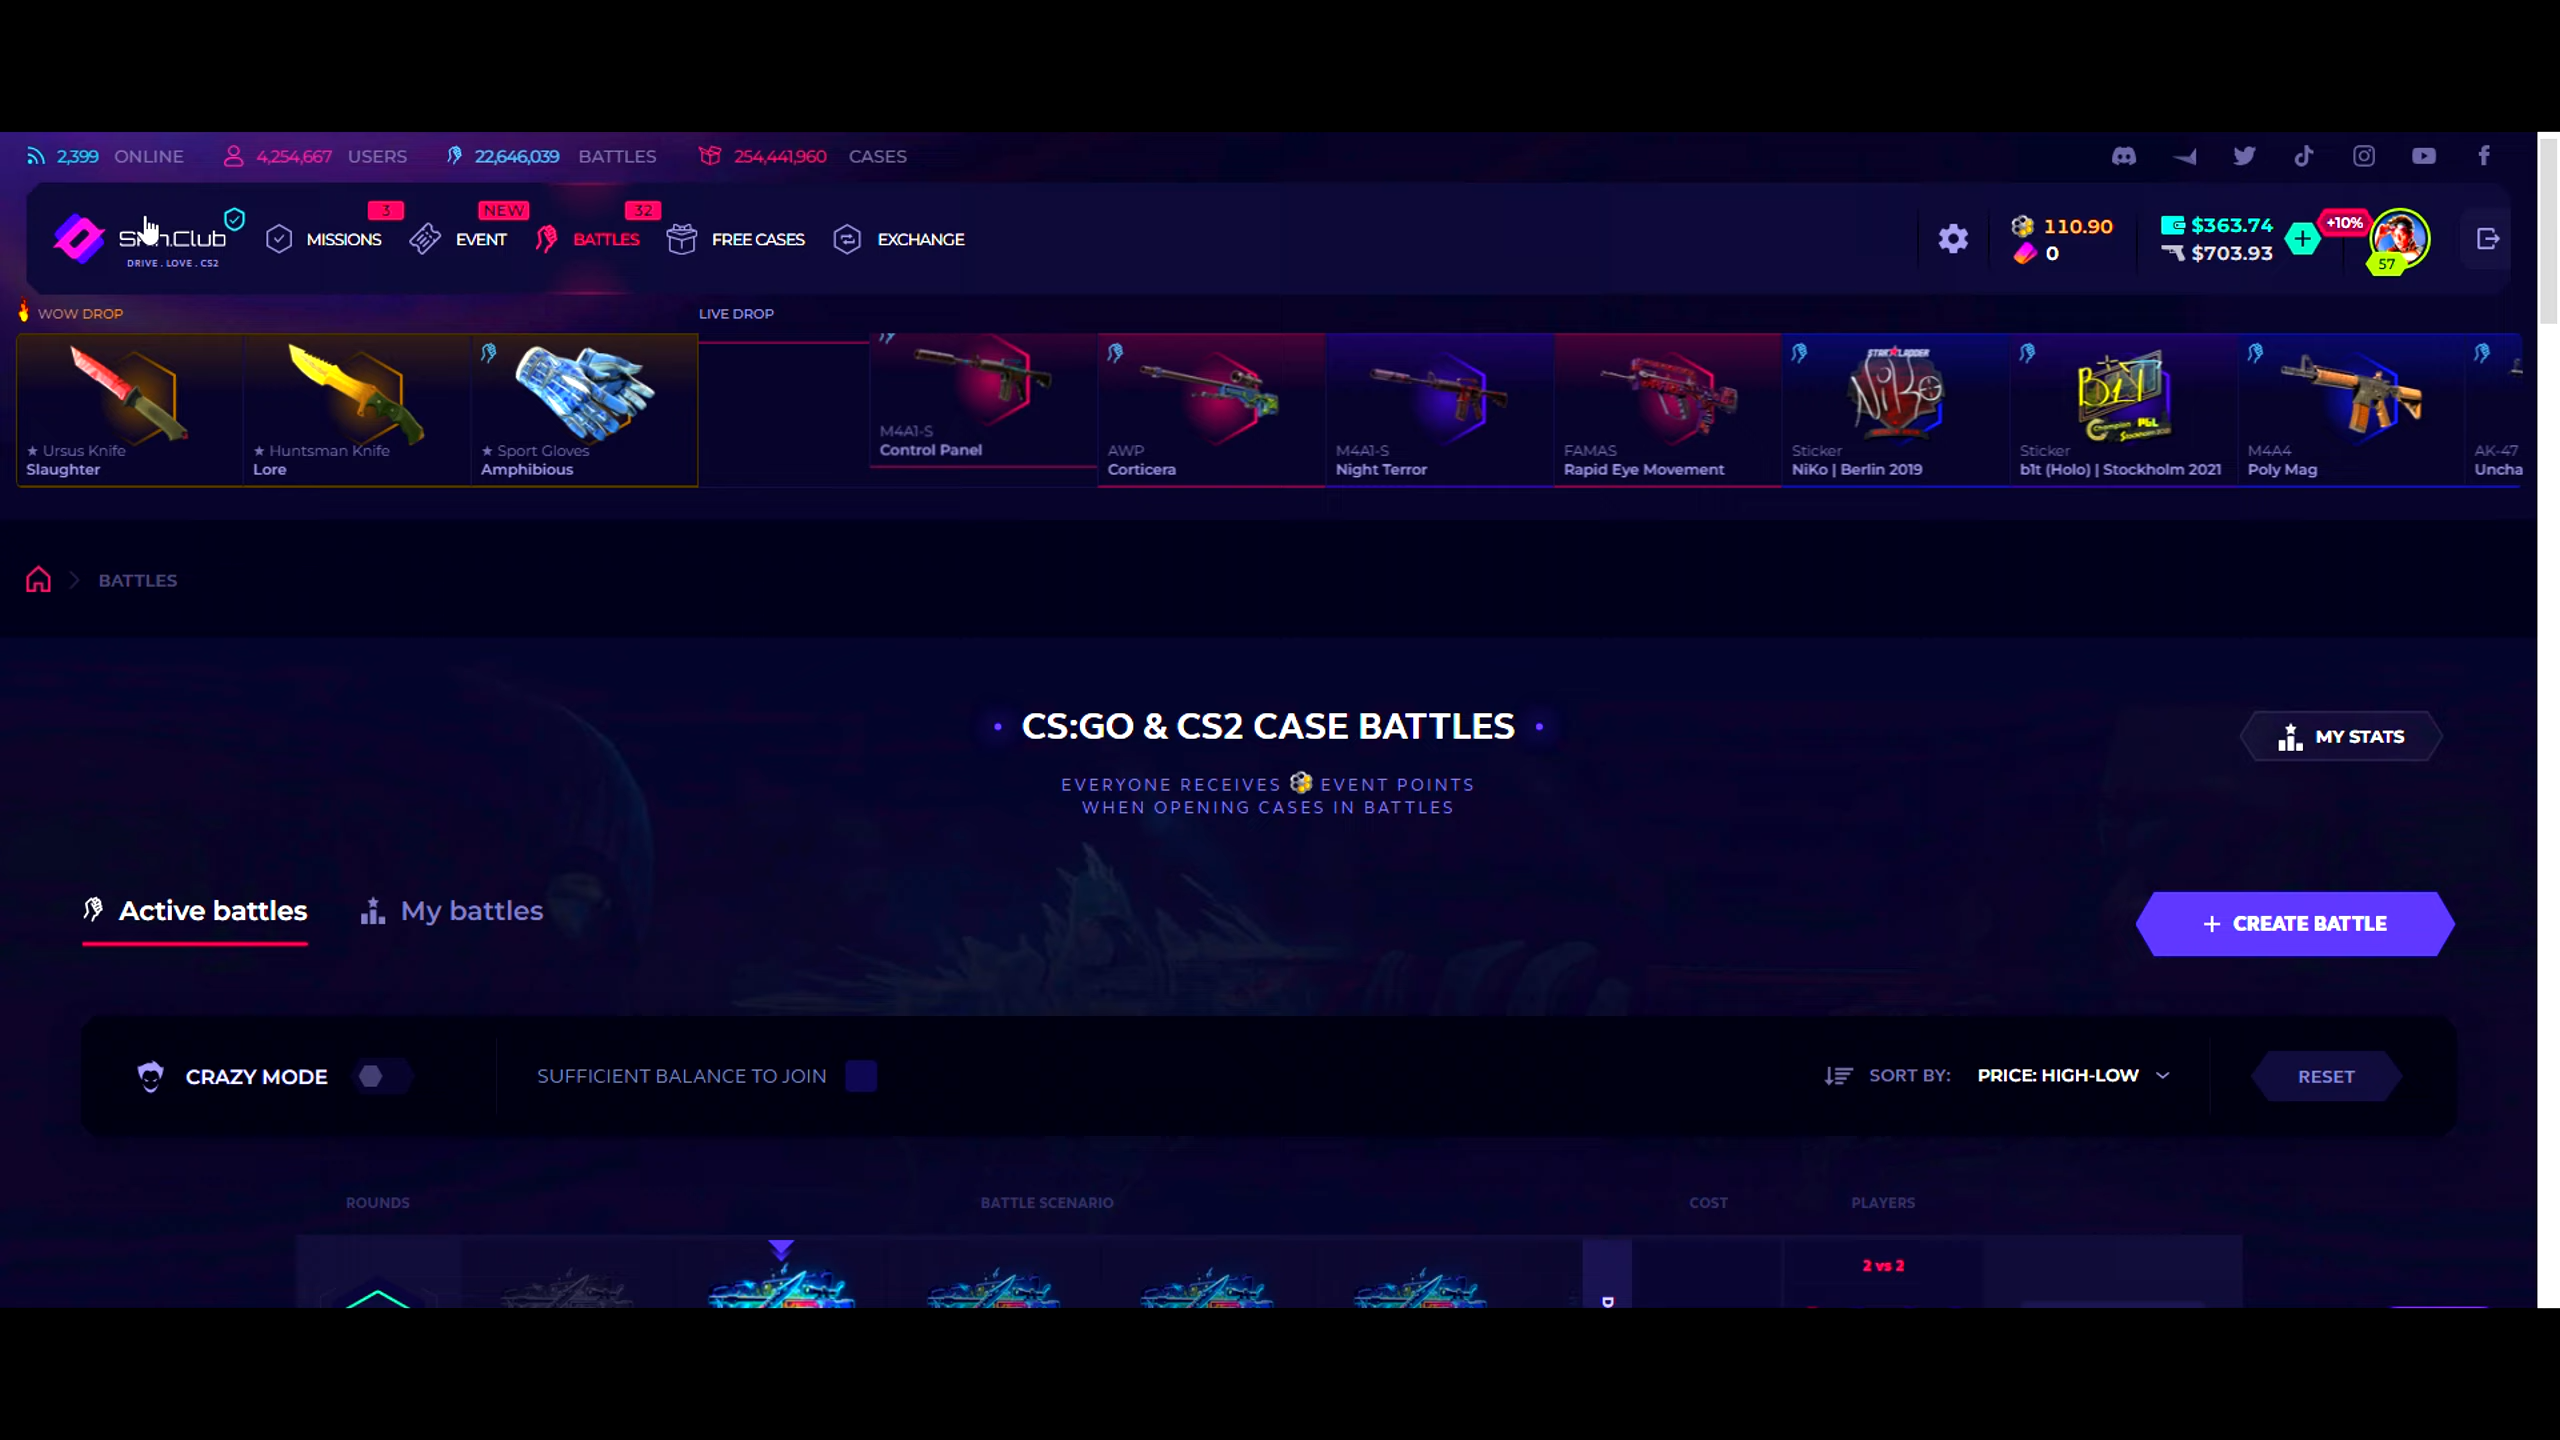 2,399 ONLINE 4,254,667 USERS 22,646,039 BATTLES 254,441,960 CASES
DRIVE . LOVE . CS2
MISSIONS 3
EVENT NEW
BATTLES 32
FREE CASES
EXCHANGE
110.90
0
$363.74
$703.93
+10%
57
WOW DROP
LIVE DROP
★ Ursus Knife
Slaughter
★ Huntsman Knife
Lore
★ Sport Gloves
Amphibious
M4A1-S
Control Panel
AWP
Corticera
M4A1-S
Night Terror
FAMAS
Rapid Eye Movement
Sticker
NiKo | Berlin 2019
Sticker
b1t (Holo) | Stockholm 2021
M4A4
Poly Mag
AK-47
Uncha
BATTLES
CS:GO & CS2 CASE BATTLES
EVERYONE RECEIVES EVENT POINTS
WHEN OPENING CASES IN BATTLES
MY STATS
Active battles
My battles
+ CREATE BATTLE
CRAZY MODE
SUFFICIENT BALANCE TO JOIN
SORT BY: PRICE: HIGH-LOW
RESET
ROUNDS
BATTLE SCENARIO
COST
PLAYERS
2 vs 2